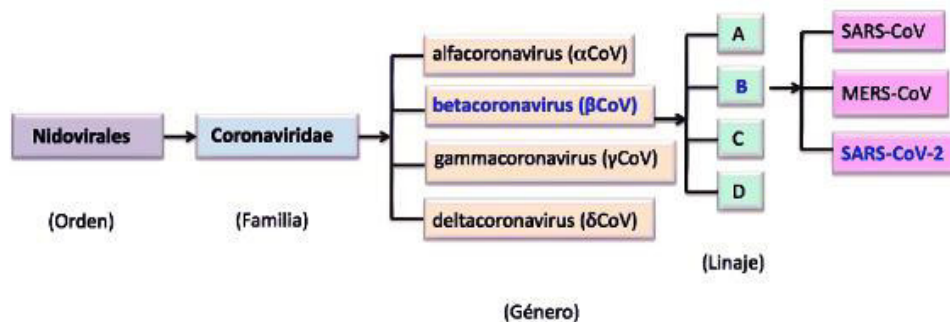 Nidovirales
(Orden)
Coronaviridae
(Familia)
alfacoronavirus (αCoV)
betacoronavirus (βCoV)
gammacoronavirus (γCoV)
deltacoronavirus (δCoV)
(Género)
A
B
C
D
(Linaje)
SARS-CoV
MERS-CoV
SARS-CoV-2